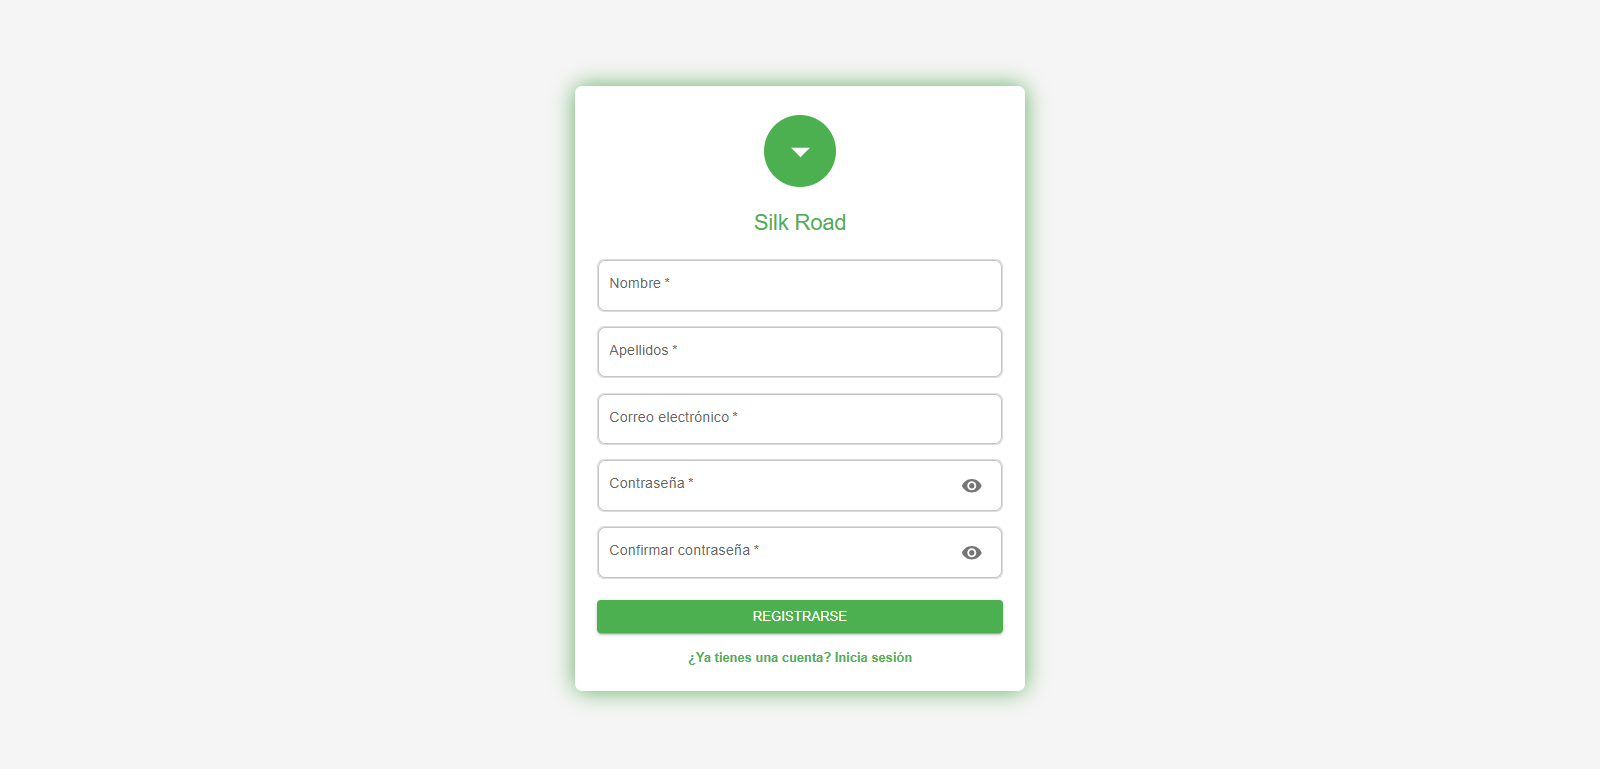 Silk Road
Nombre *
Apellidos *
Correo electrónico *
Contraseña *
Confirmar contraseña *
REGISTRARSE
¿Ya tienes una cuenta? Inicia sesión